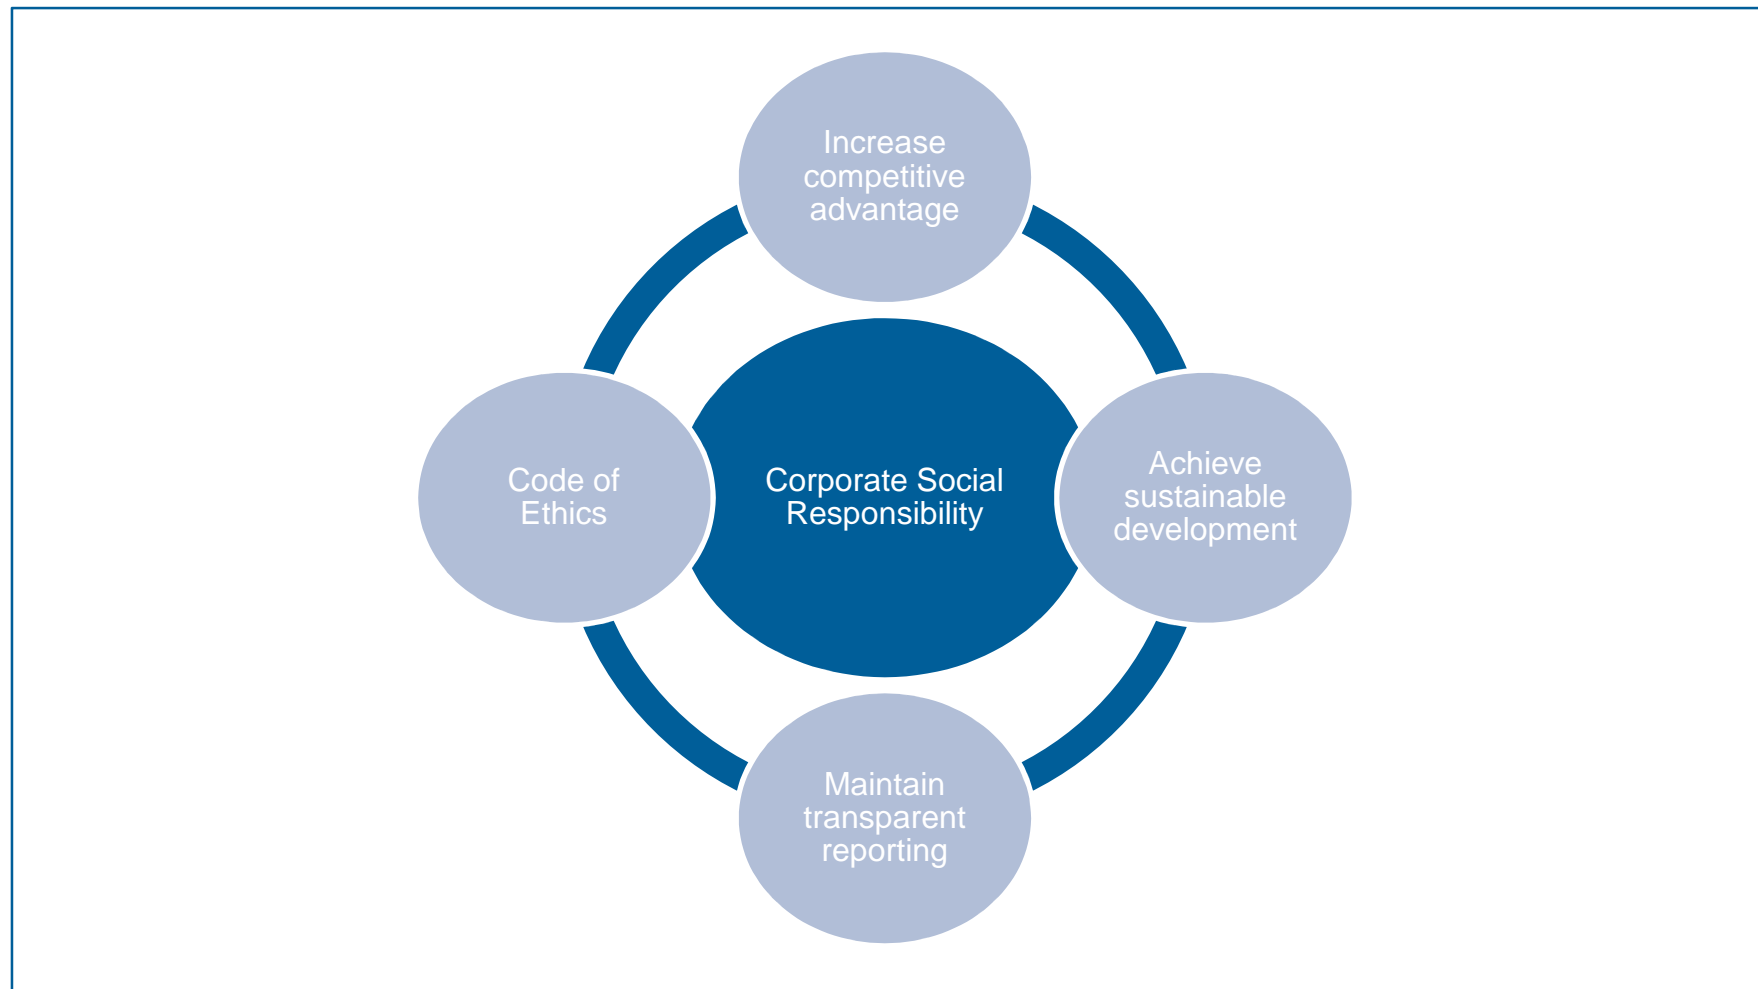 Increase
competitive
advantage
Code of
Ethics
Corporate Social
Responsibility
Achieve
sustainable
development
Maintain
transparent
reporting